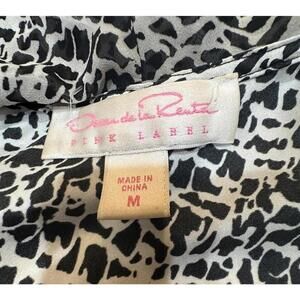 Oscar de la Renta
PINK LABEL
MADE IN
CHINA
M